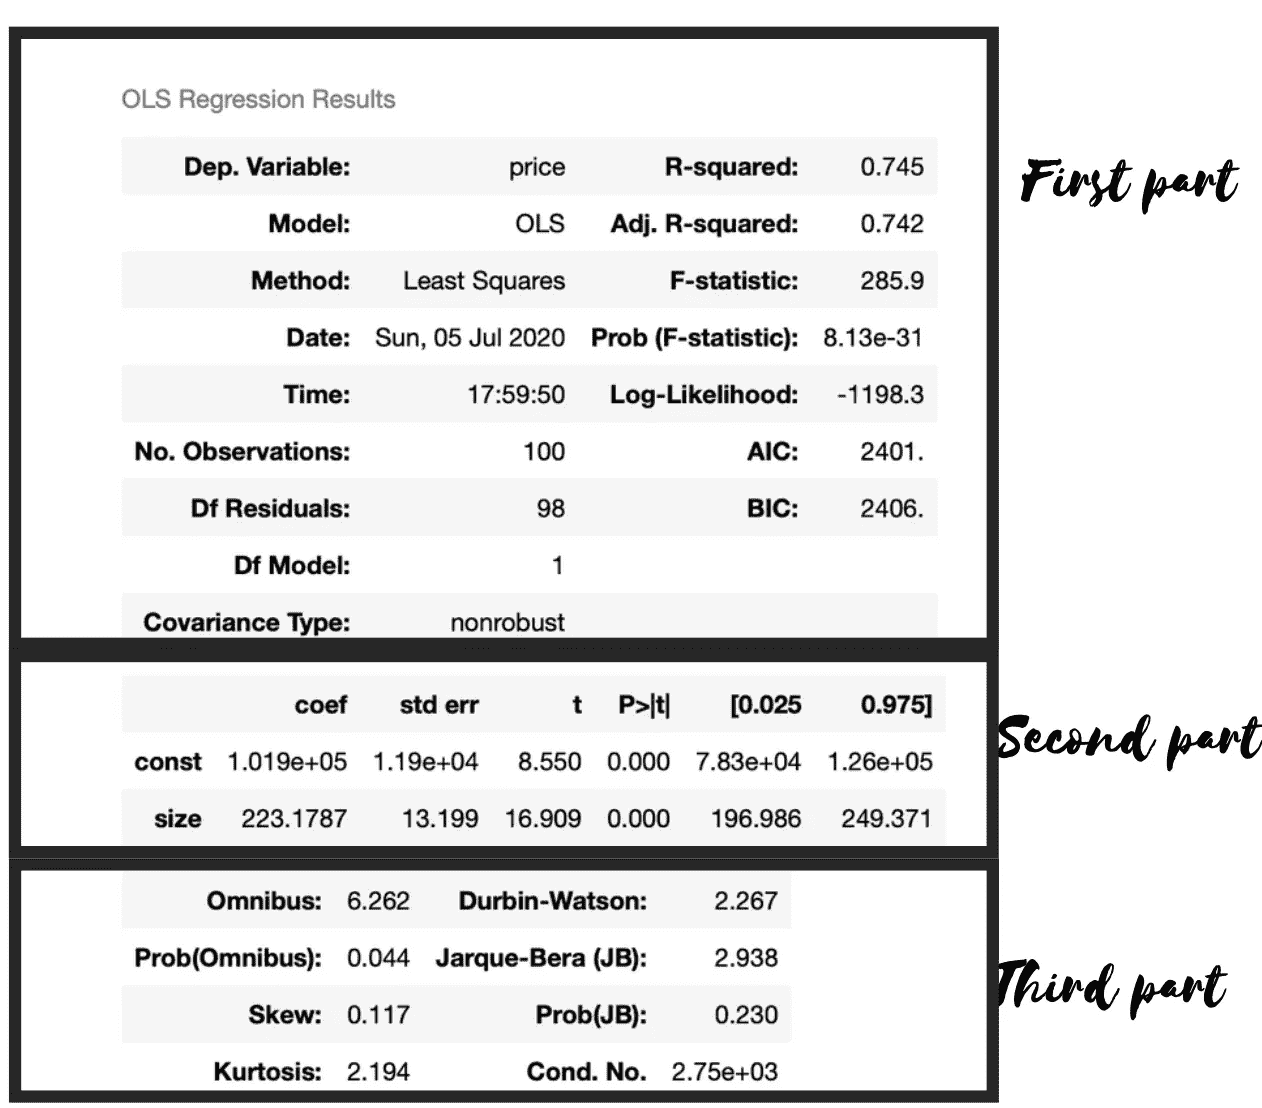 OLS Regression Results
Dep. Variable: price R-squared: 0.745
First part
Model: OLS Adj. R-squared: 0.742
Method: Least Squares F-statistic: 285.9
Date: Sun, 05 Jul 2020 Prob (F-statistic): 8.13e-31
Time: 17:59:50 Log-Likelihood: -1198.3
No. Observations: 100 AIC: 2401.
Df Residuals: 98 BIC: 2406.
Df Model: 1
Covariance Type: nonrobust
coef std err t P>|t| [0.025 0.975]
Second part
const 1.019e+05 1.19e+04 8.550 0.000 7.83e+04 1.26e+05
size 223.1787 13.199 16.909 0.000 196.986 249.371
Omnibus: 6.262 Durbin-Watson: 2.267
Prob(Omnibus): 0.044 Jarque-Bera (JB): 2.938
Third part
Skew: 0.117 Prob(JB): 0.230
Kurtosis: 2.194 Cond. No. 2.75e+03